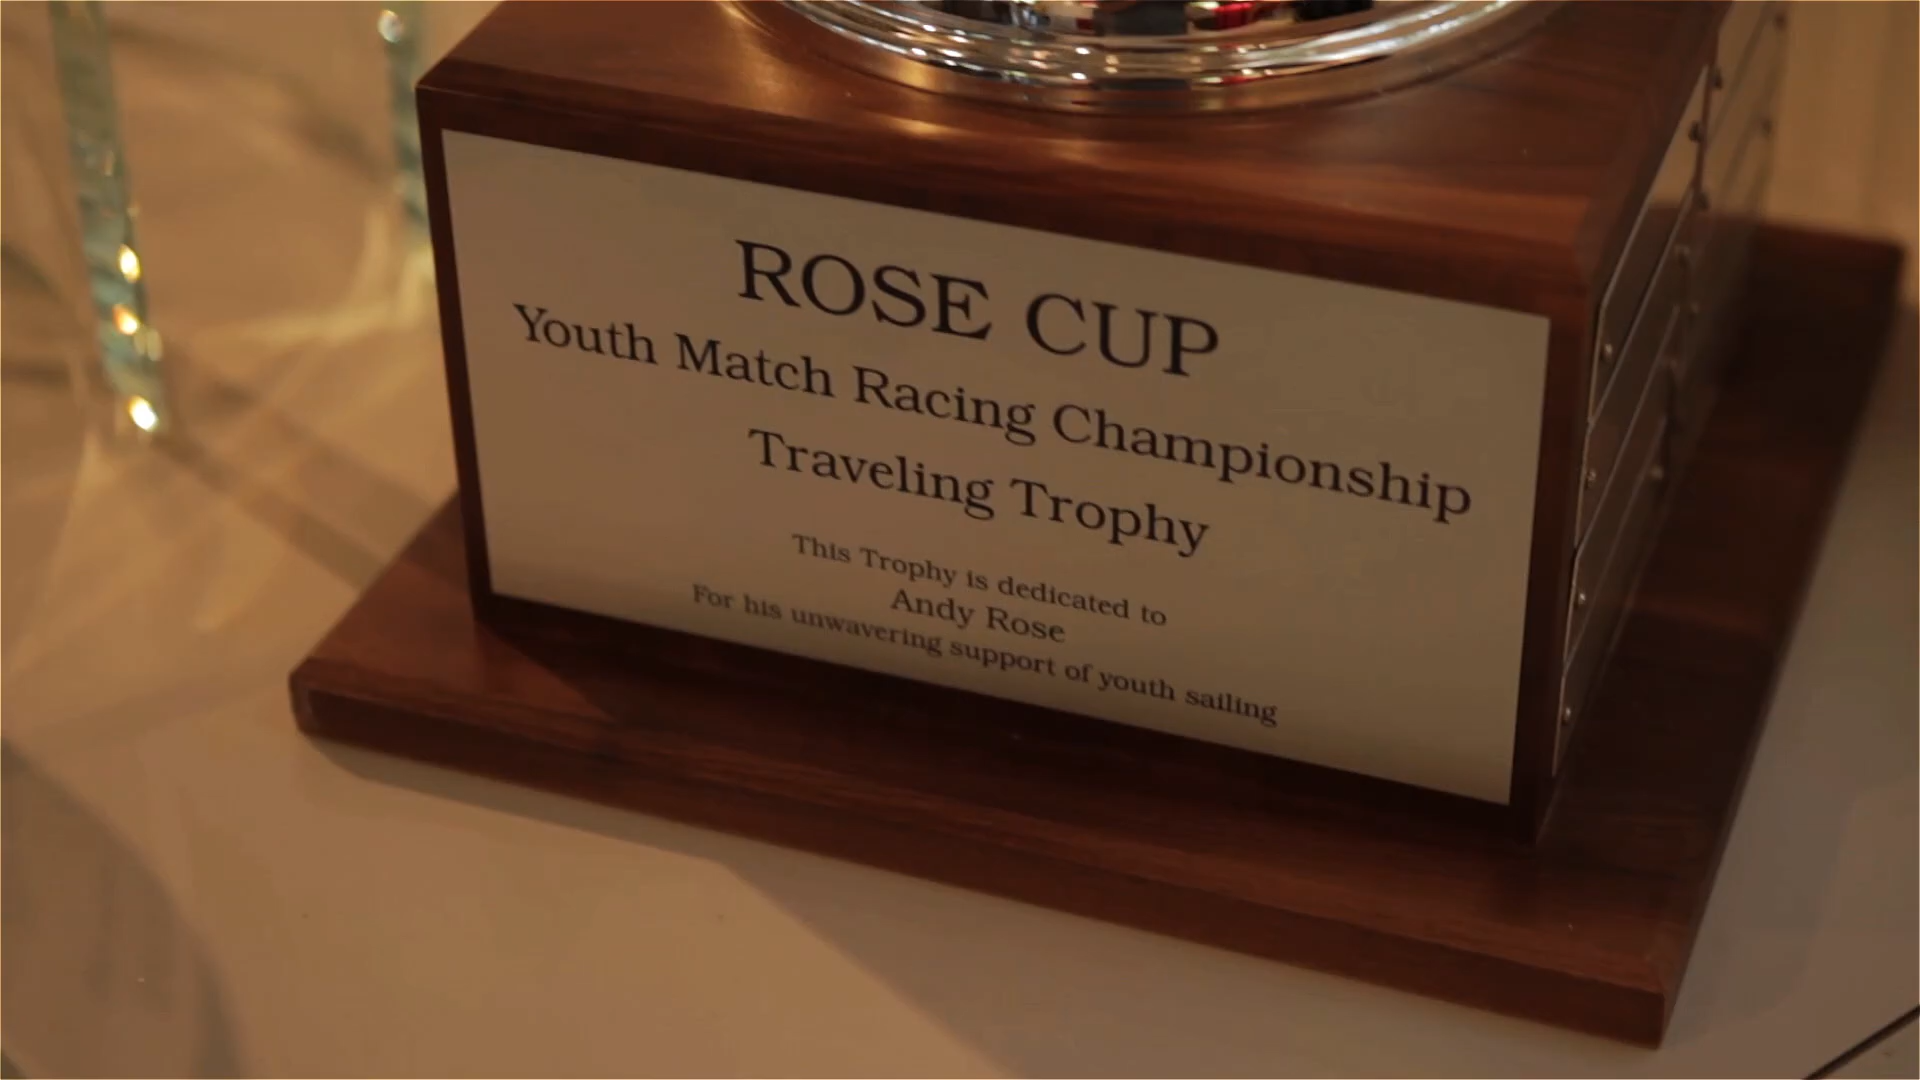 ROSE CUP
Youth Match Racing Championship
Traveling Trophy
This Trophy is dedicated to
Andy Rose
For his unwavering support of youth sailing